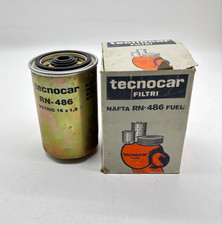 tecnocar
RN-486
tecnocar
FILTRI
NAFTA RN-486 FUEL